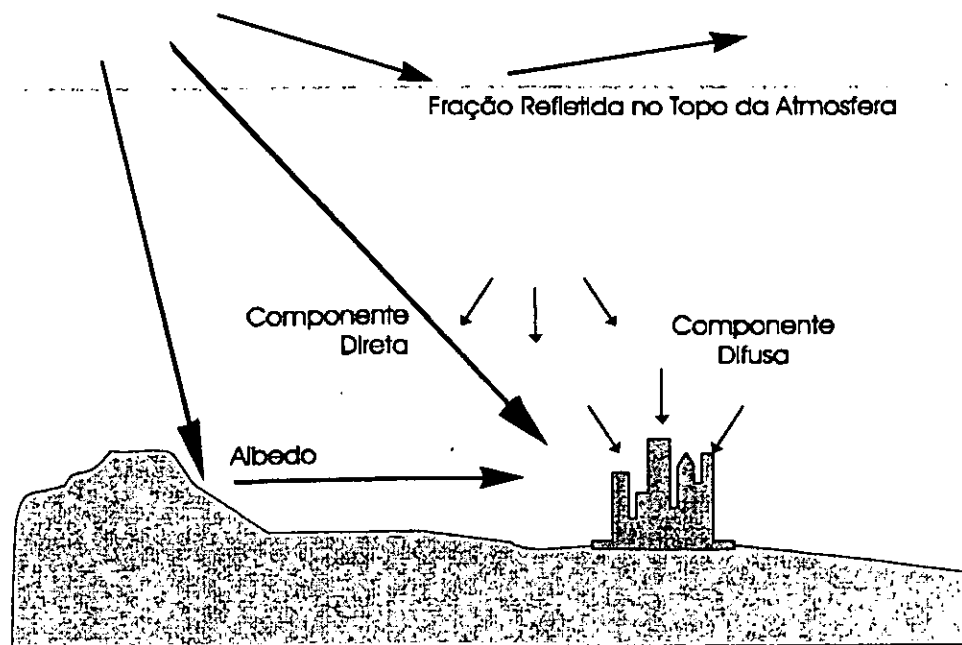 Fração Refletida no Topo da Atmosfera
Componente
Direta
Componente
Difusa
Albedo